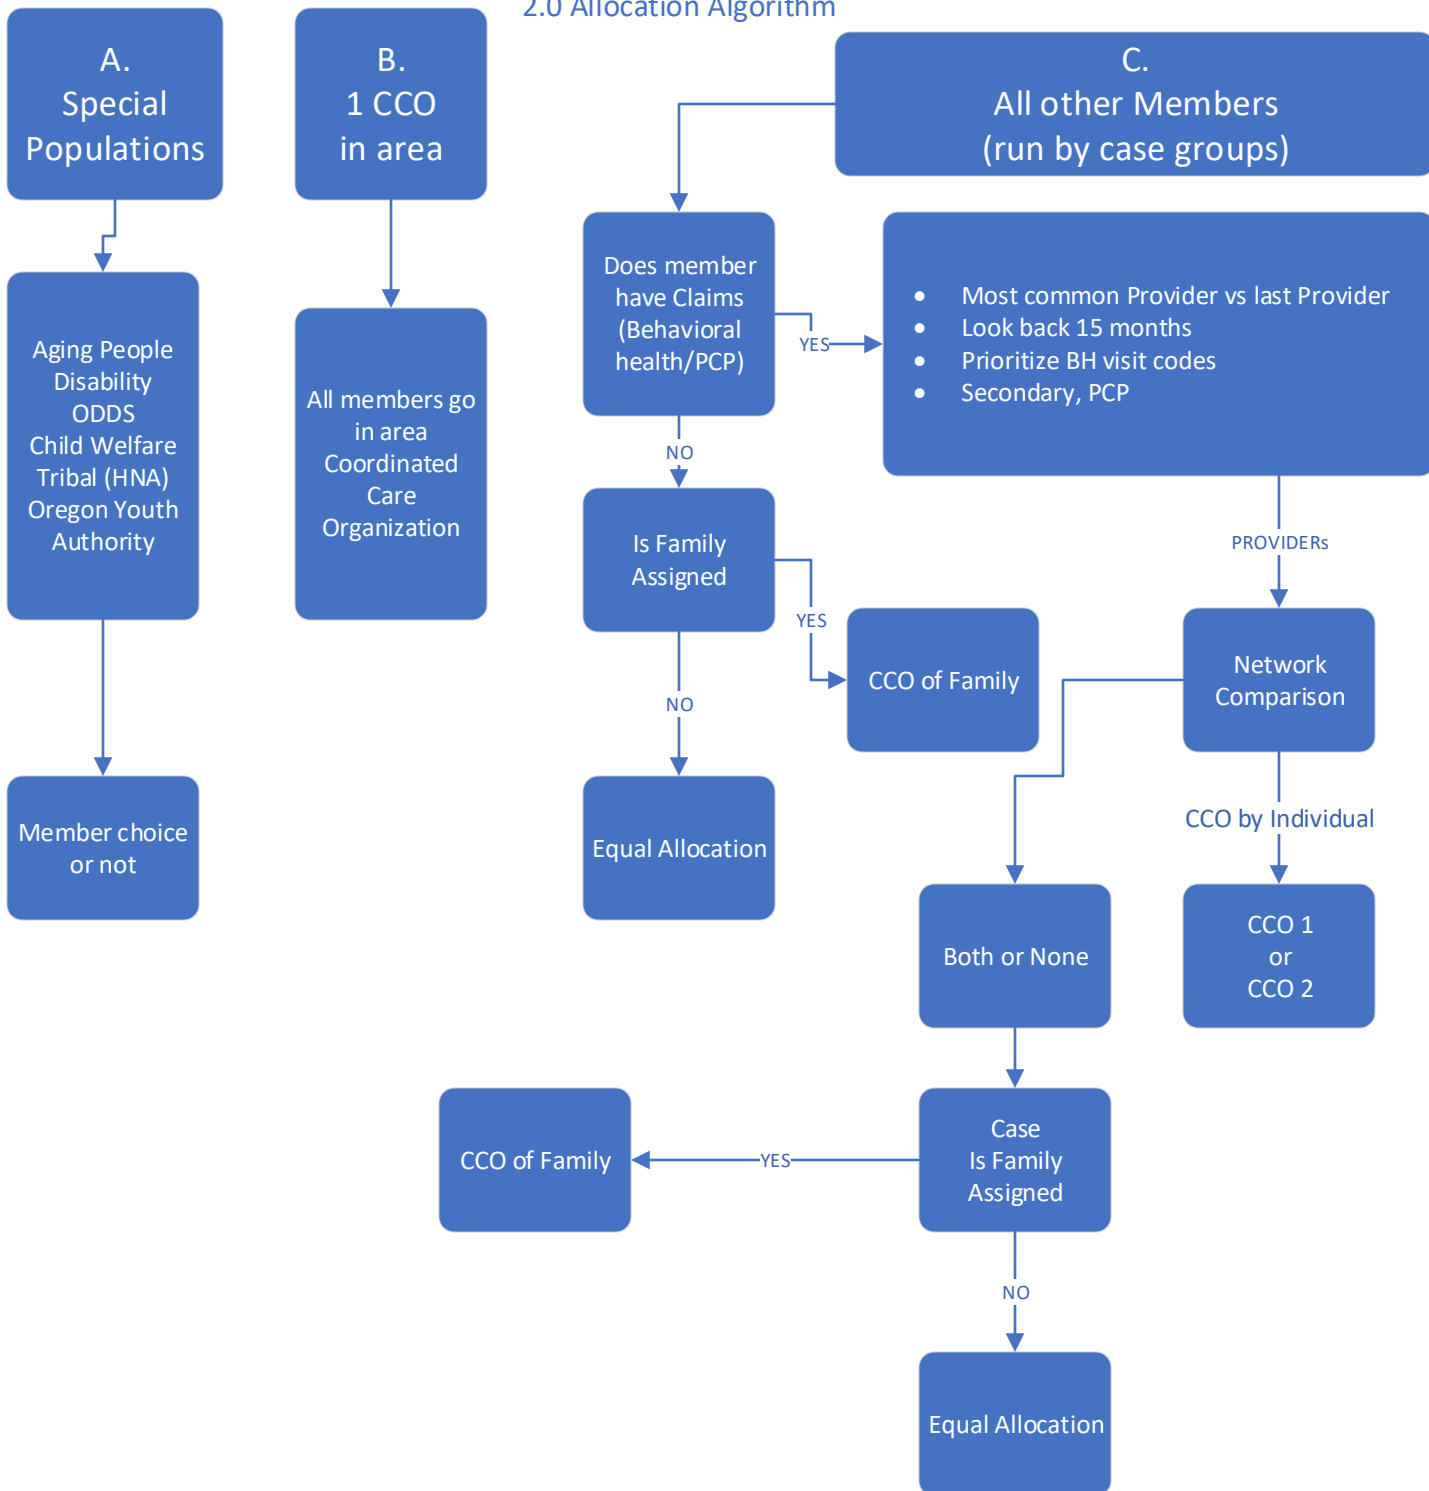 2.0 Allocation Algorithm
A.
Special
Populations
B.
1 CCO
in area
C.
All other Members
(run by case groups)
Aging People
Disability
ODDS
Child Welfare
Tribal (HNA)
Oregon Youth
Authority
Member choice
or not
All members go
in area
Coordinated
Care
Organization
Does member
have Claims
(Behavioral
health/PCP)
YES
• Most common Provider vs last Provider
• Look back 15 months
• Prioritize BH visit codes
• Secondary, PCP
NO
Is Family
Assigned
YES
CCO of Family
NO
Equal Allocation
PROVIDERs
Network
Comparison
CCO by Individual
CCO 1
or
CCO 2
Both or None
Case
Is Family
Assigned
YES
CCO of Family
NO
Equal Allocation